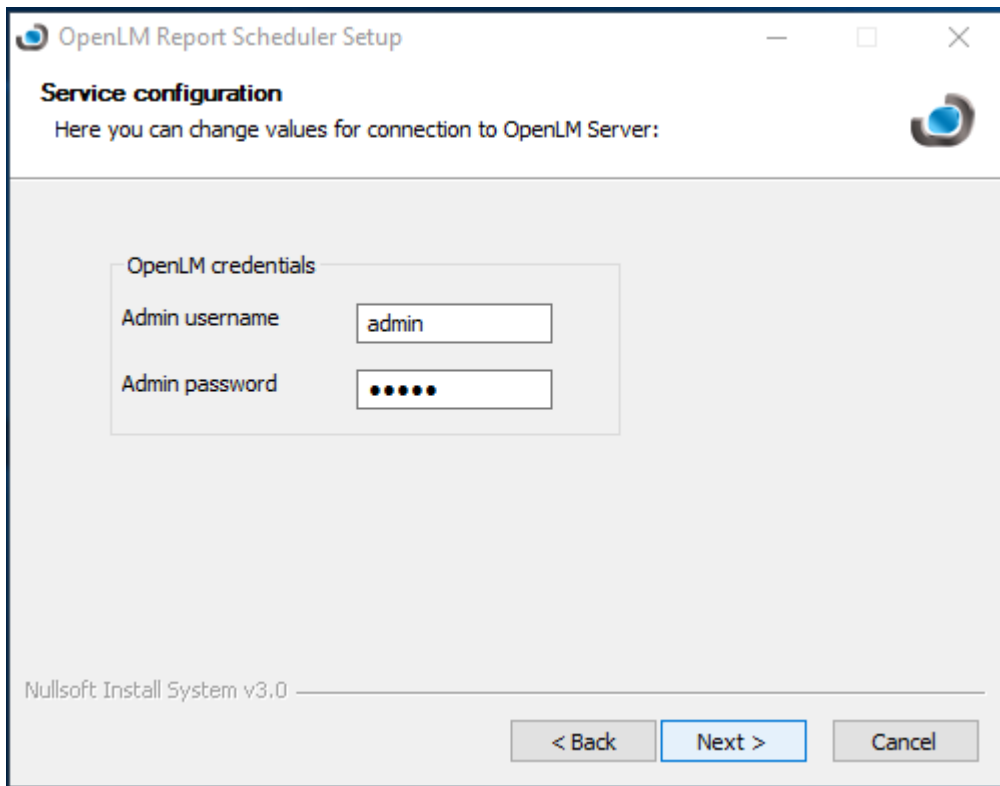 OpenLM Report Scheduler Setup
Service configuration
Here you can change values for connection to OpenLM Server:
OpenLM credentials
Admin username
admin
Admin password
●●●●●
Nullsoft Install System v3.0
< Back
Next >
Cancel